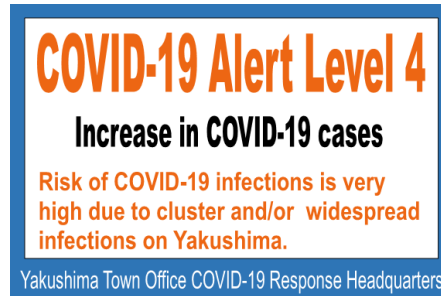 COVID-19 Alert Level 4
Increase in COVID-19 cases
Risk of COVID-19 infections is very
high due to cluster and/or widespread
infections on Yakushima.
Yakushima Town Office COVID-19 Response Headquarters